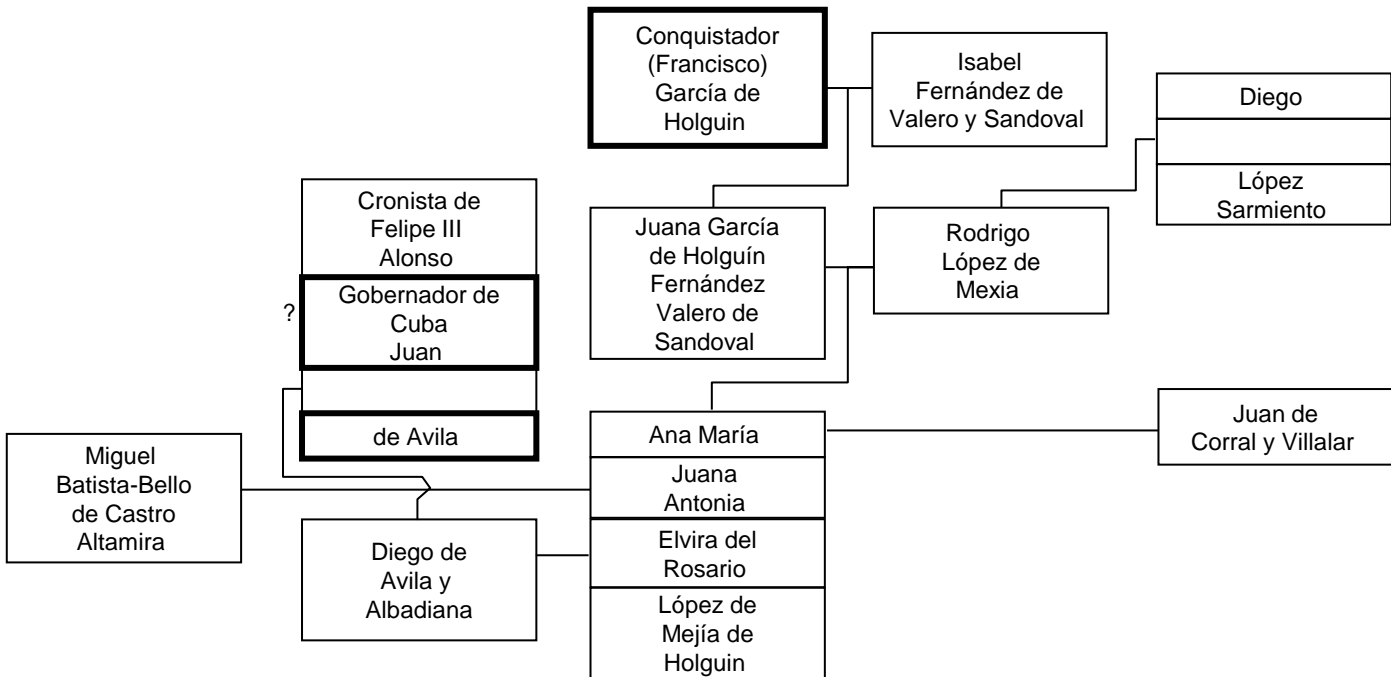 Conquistador
(Francisco)
García de
Holguin
Isabel
Fernández de
Valero y Sandoval
Diego
López
Sarmiento
Cronista de
Felipe III
Alonso
?
Gobernador de
Cuba
Juan
de Avila
Juana García
de Holguín
Fernández
Valero de
Sandoval
Rodrigo
López de
Mexia
Miguel
Batista-Bello
de Castro
Altamira
Diego de
Avila y
Albadiana
Ana María
Juana
Antonia
Elvira del
Rosario
López de
Mejía de
Holguin
Juan de
Corral y Villalar